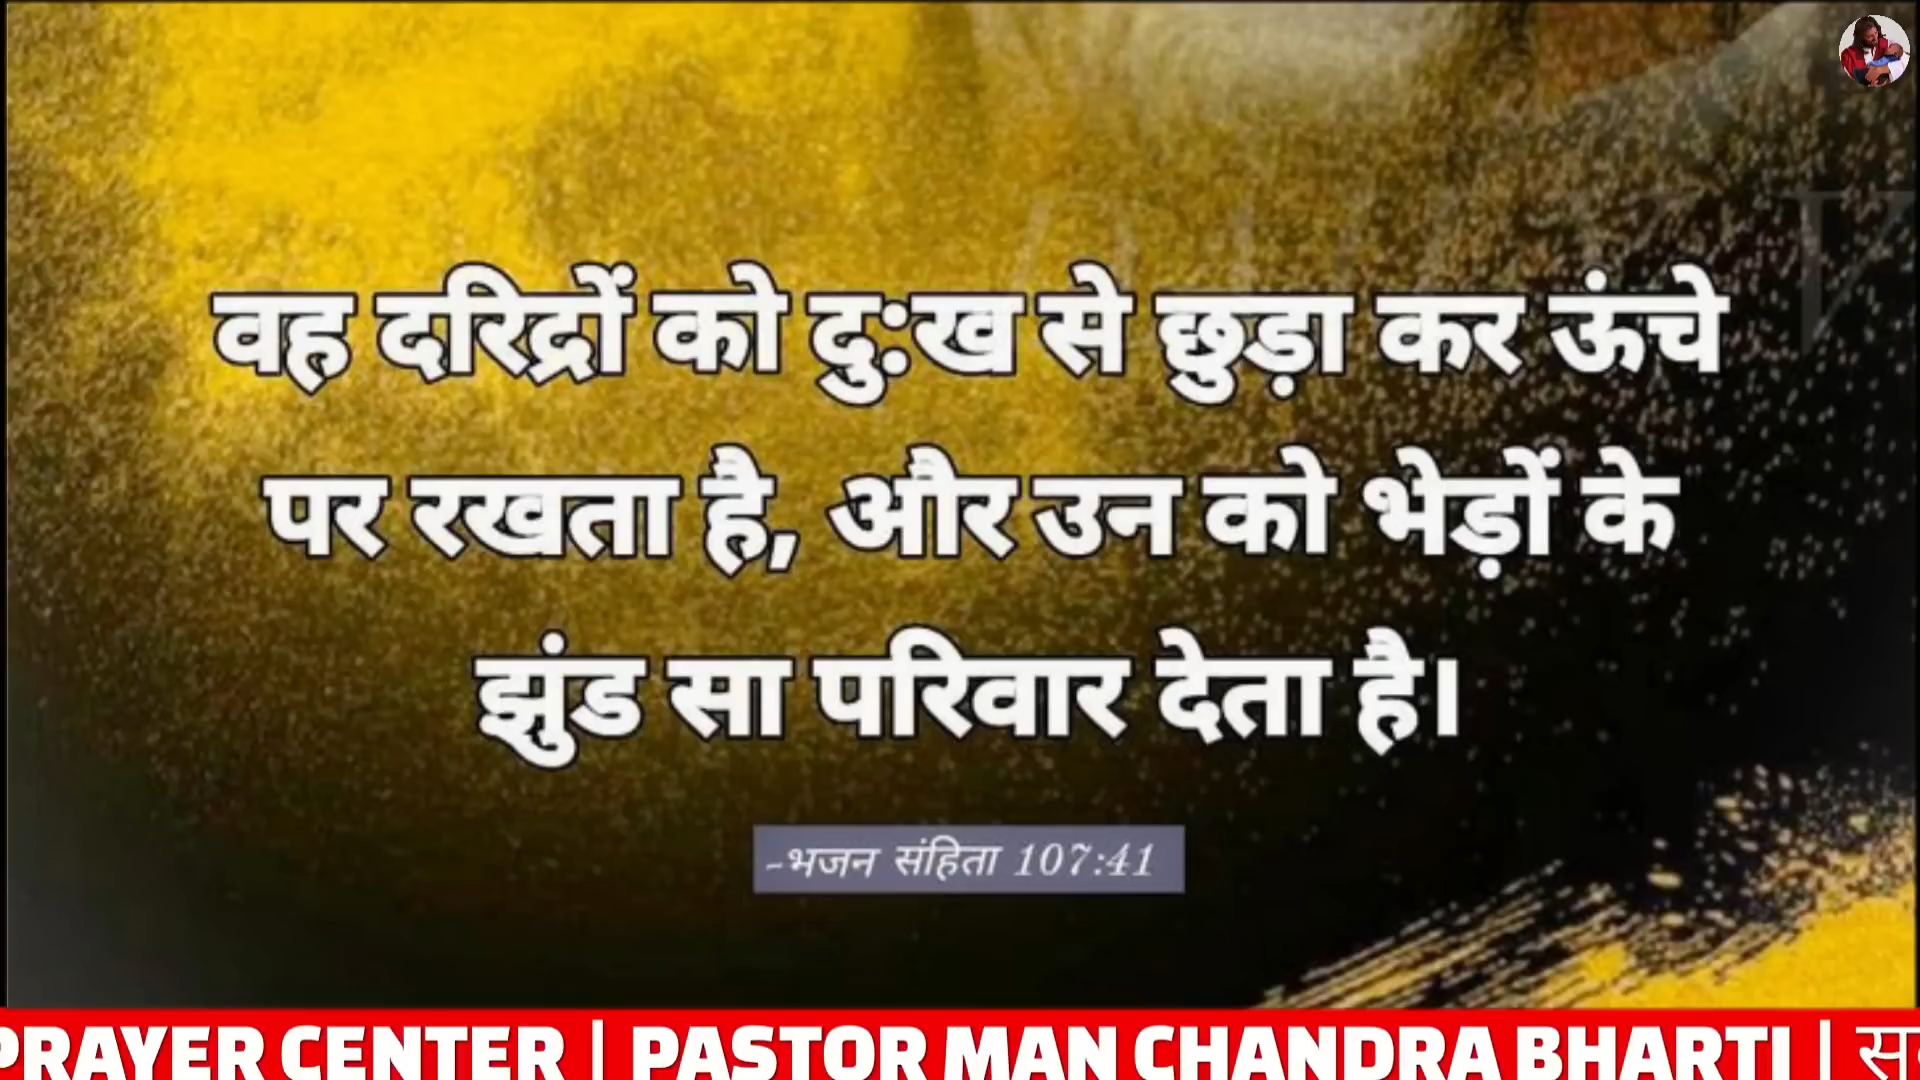 वह दरिद्रों को दु:ख से छुड़ा कर ऊंचे
पर रखता है, और उन को भेड़ों के
झुंड सा परिवार देता है।
-भजन संहिता 107:41
PRAYER CENTER | PASTOR MAN CHANDRA BHARTI |